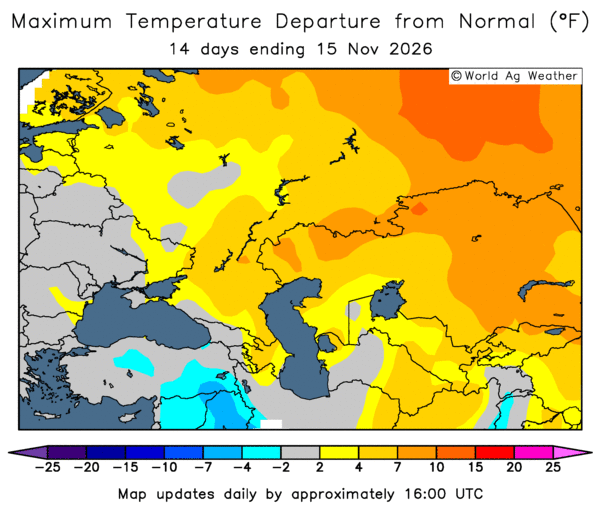 Maximum Temperature Departure from Normal (°F)
14 days ending 15 Nov 2026
© World Ag Weather
-25 -20 -15 -10 -7 -4 -2 2 4 7 10 15 20 25
Map updates daily by approximately 16:00 UTC